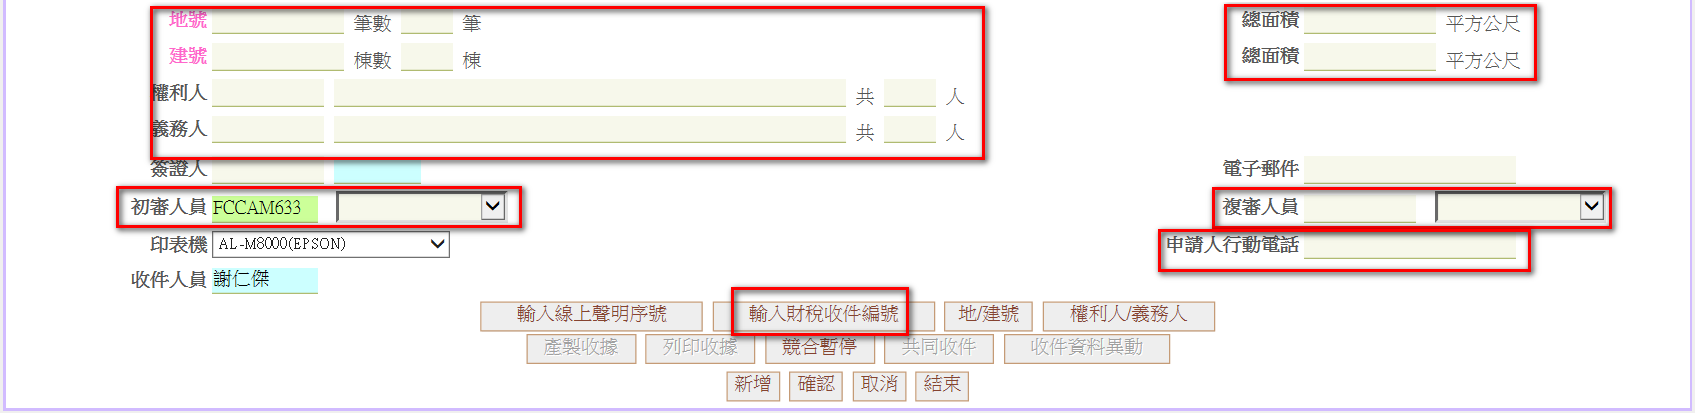 地號 筆數 筆 總面積 平方公尺
建號 棟數 棟 總面積 平方公尺
權利人 共 人
義務人 共 人
簽證人 電子郵件
初審人員 FCCAM633 複審人員
印表機 AL-M8000(EPSON) 申請人行動電話
收件人員 謝仁傑
輸入線上聲明序號 輸入財稅收件編號 地/建號 權利人/義務人
產製收據 列印收據 競合暫停 共同收件 收件資料異動
新增 確認 取消 結束